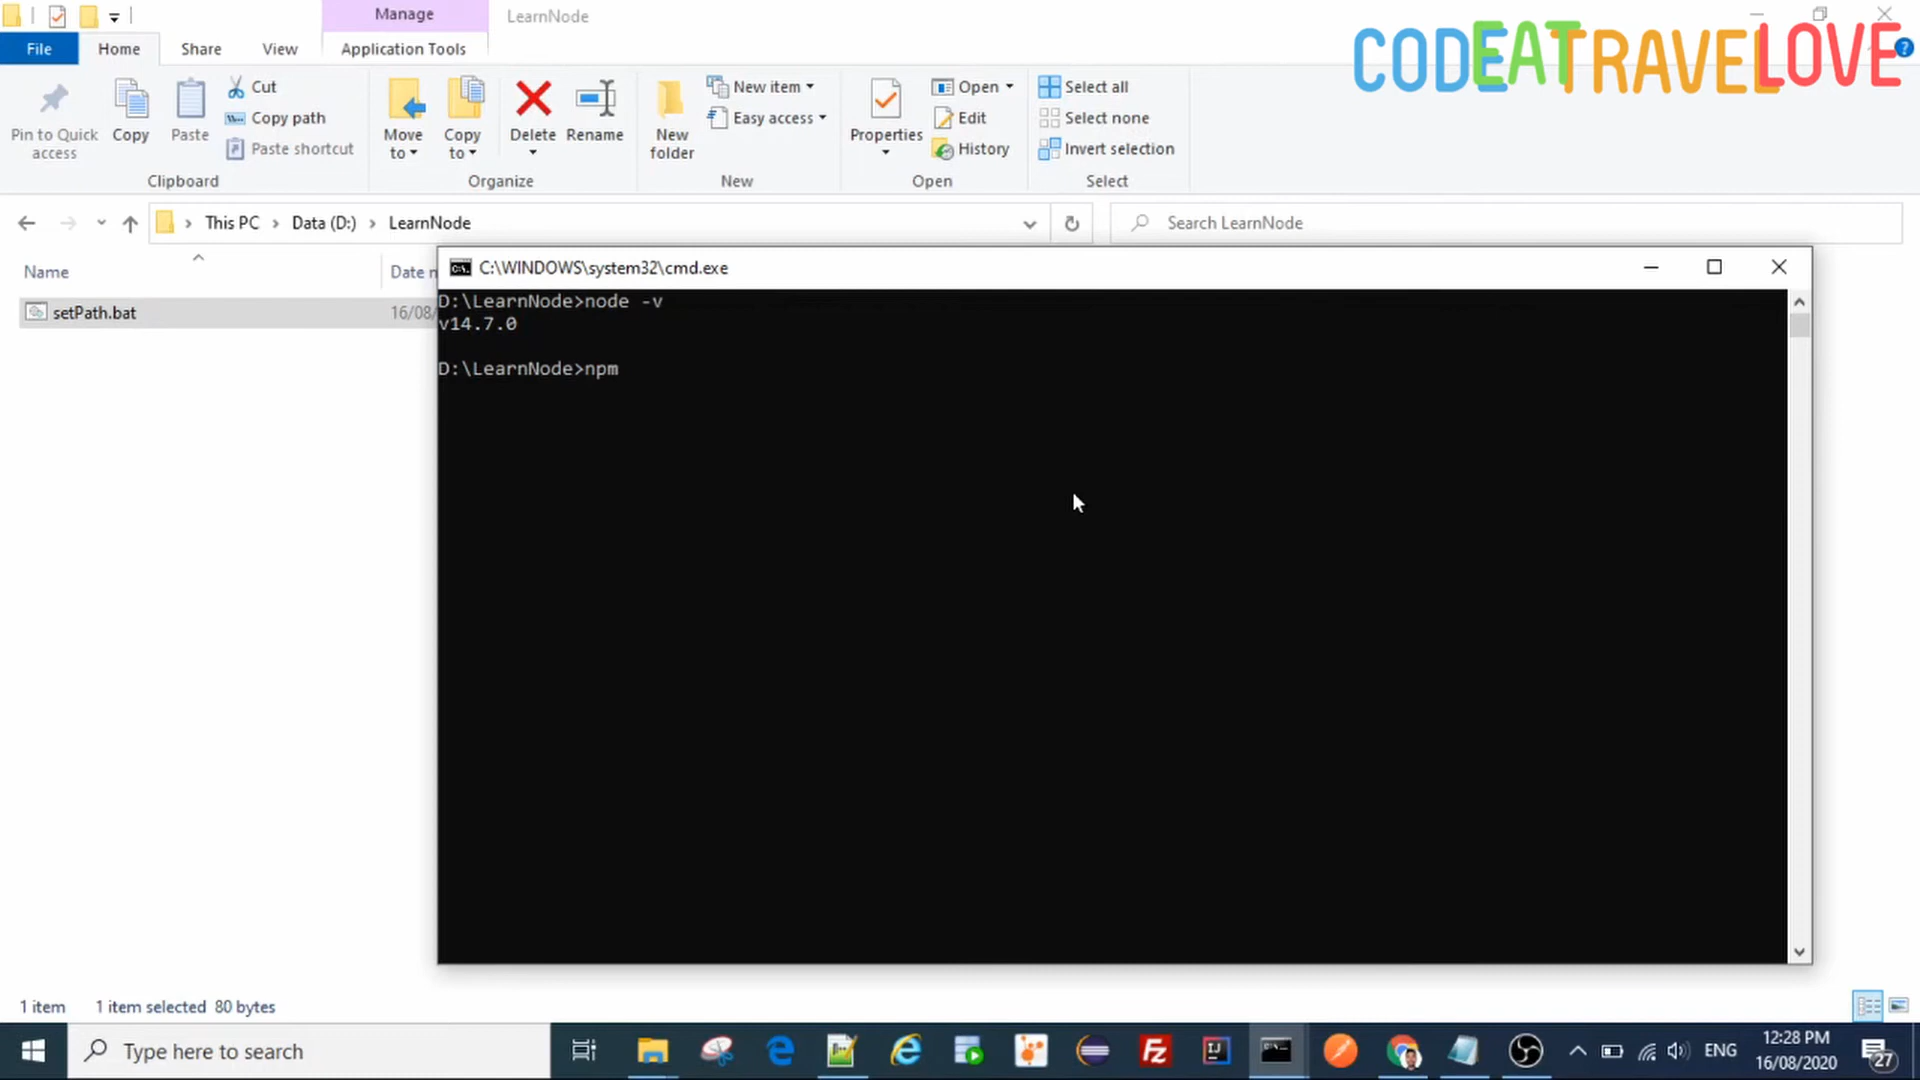 Manage
LearnNode
File
Home
Share
View
Application Tools
CODEATTRAVELLOVE
Pin to Quick access
Copy
Paste
Cut
Copy path
Paste shortcut
Clipboard
Move to
Copy to
Delete
Rename
Organize
New folder
New item
Easy access
New
Properties
Open
Edit
History
Open
Select all
Select none
Invert selection
Select
This PC > Data (D:) > LearnNode
Search LearnNode
Name
Date
setPath.bat
16/08/
C:\WINDOWS\system32\cmd.exe
D:\LearnNode>node -v
v14.7.0
D:\LearnNode>npm
1 item
1 item selected 80 bytes
Type here to search
ENG
12:28 PM
16/08/2020
27